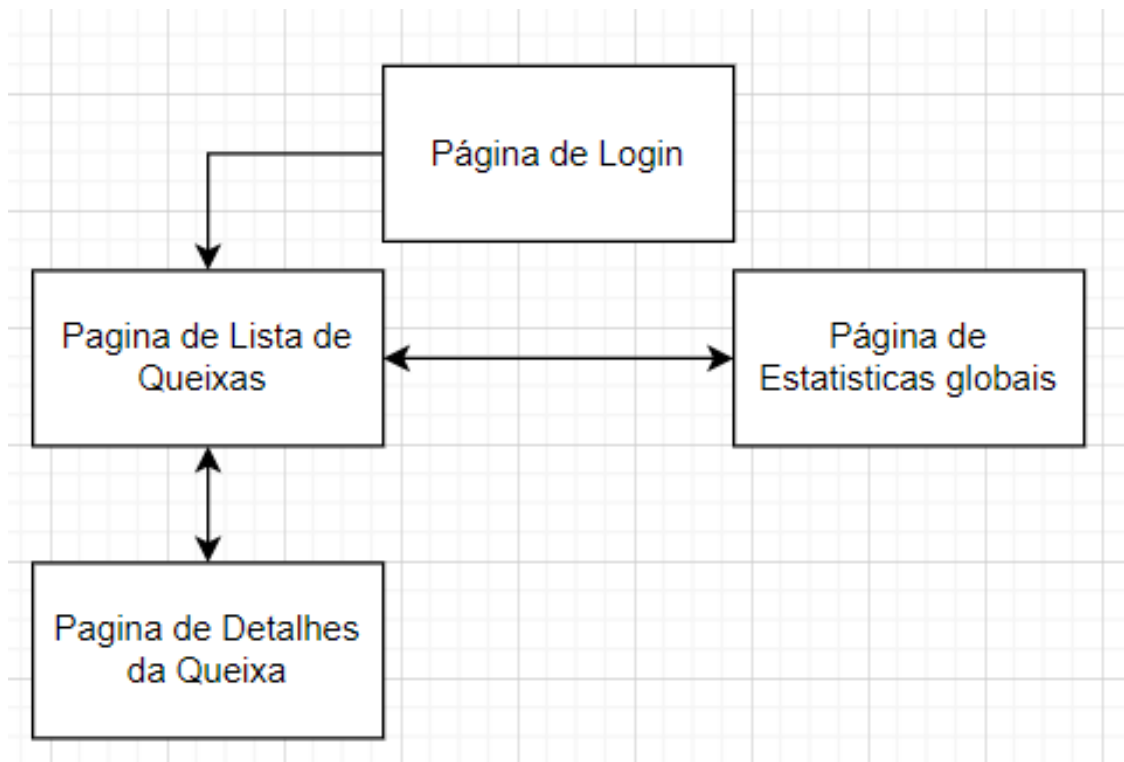 Página de Login
Pagina de Lista de
Queixas
Página de
Estatisticas globais
Pagina de Detalhes
da Queixa